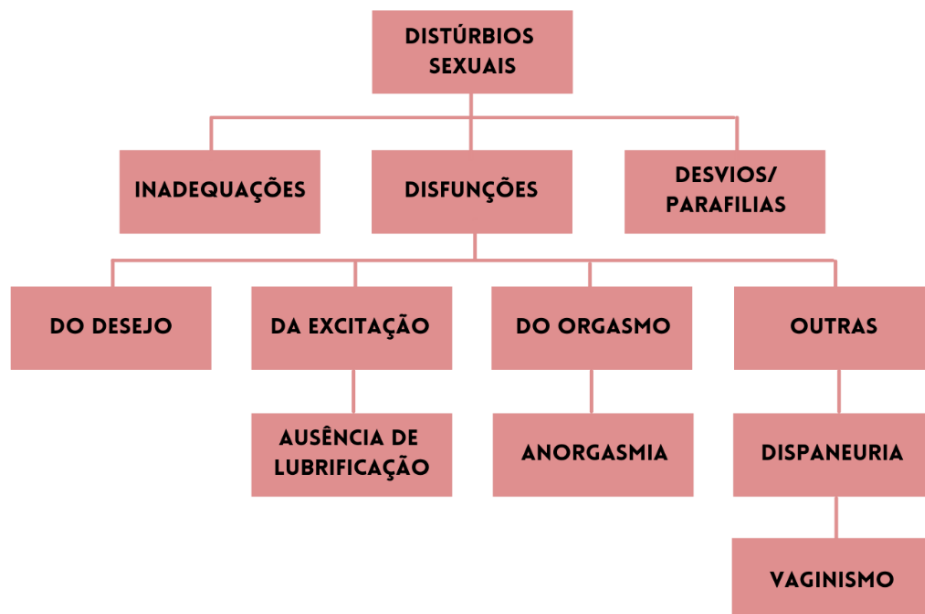 DISTÚRBIOS
SEXUAIS
INADEQUAÇÕES
DISFUNÇÕES
DESVIOS/
PARAFILIAS
DO DESEJO
DA EXCITAÇÃO
DO ORGASMO
OUTRAS
AUSÊNCIA DE
LUBRIFICAÇÃO
ANORGASMIA
DISPANEURIA
VAGINISMO